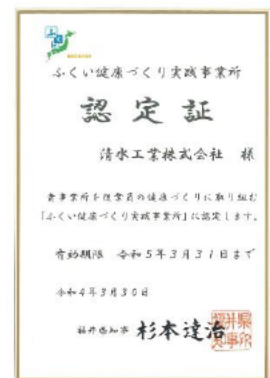 ふくい健康づくり実践事業所
認定証
清水工業株式会社 様
貴事業所を従業員の健康づくりに取り組む
「ふくい健康づくり実践事業所」に認定します。
有効期限 令和5年3月31日まで
令和4年3月30日
福井県知事 杉本達治